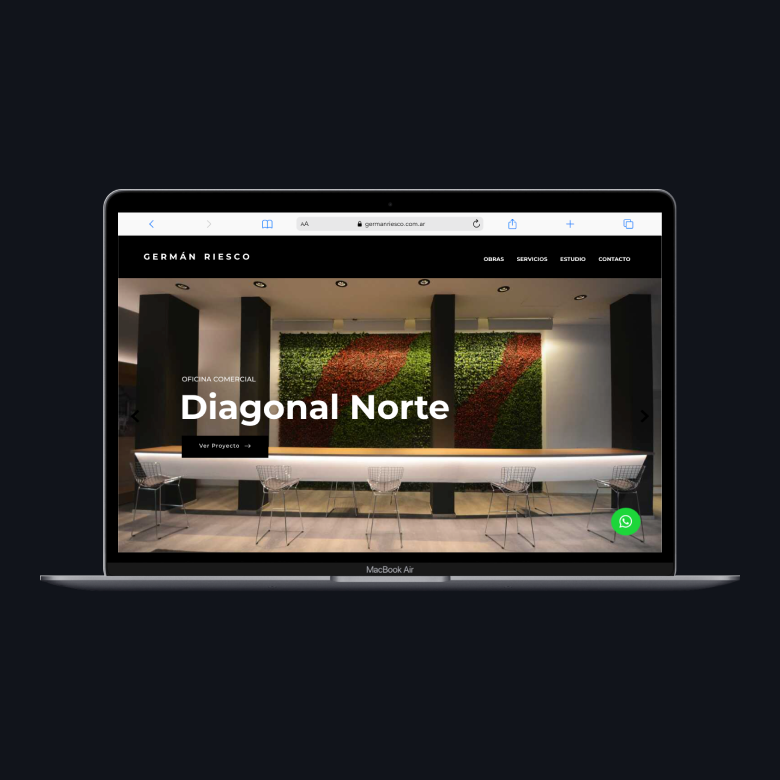 AA
germanriesco.com.ar
GERMÁN RIESCO
OBRAS SERVICIOS ESTUDIO CONTACTO
OFICINA COMERCIAL
Diagonal Norte
Ver Proyecto →
MacBook Air